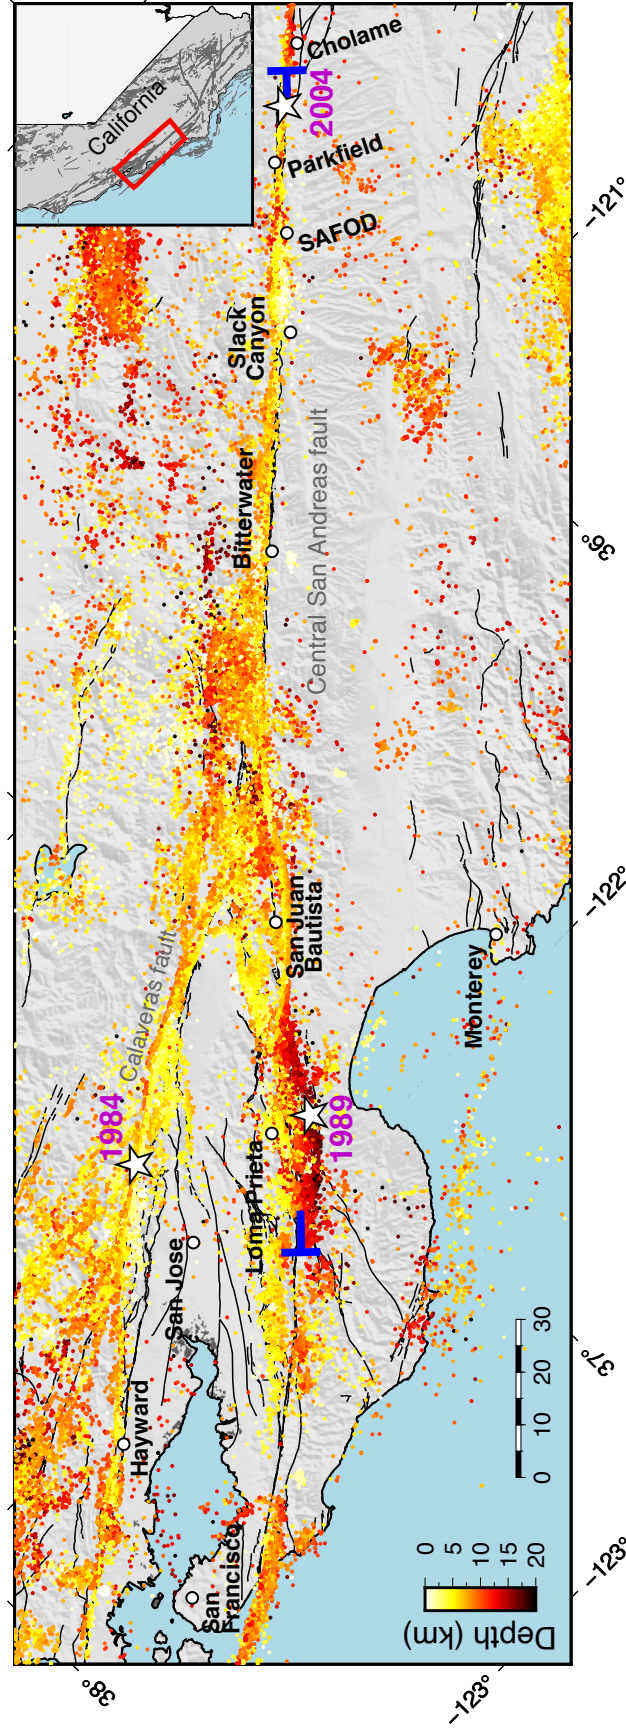 California
Cholame
2004
Parkfield
SAFOD
Slack
Canyon
Bitterwater
Central San Andreas fault
San Juan
Bautista
Calaveras fault
Monterey
1984
1989
Loma Prieta
San Jose
Hayward
San
Francisco
0 10 20 30
Depth (km)
0 5 10 15 20
38°
−123°
−123°
37°
−122°
36°
−121°